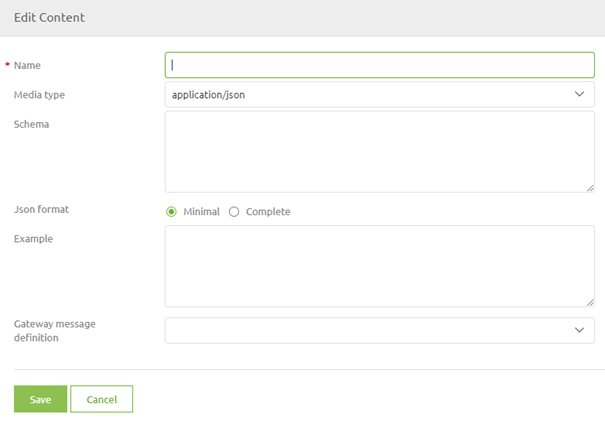 Edit Content
* Name
Media type
application/json
Schema
Json format
Minimal
Complete
Example
Gateway message
definition
Save
Cancel